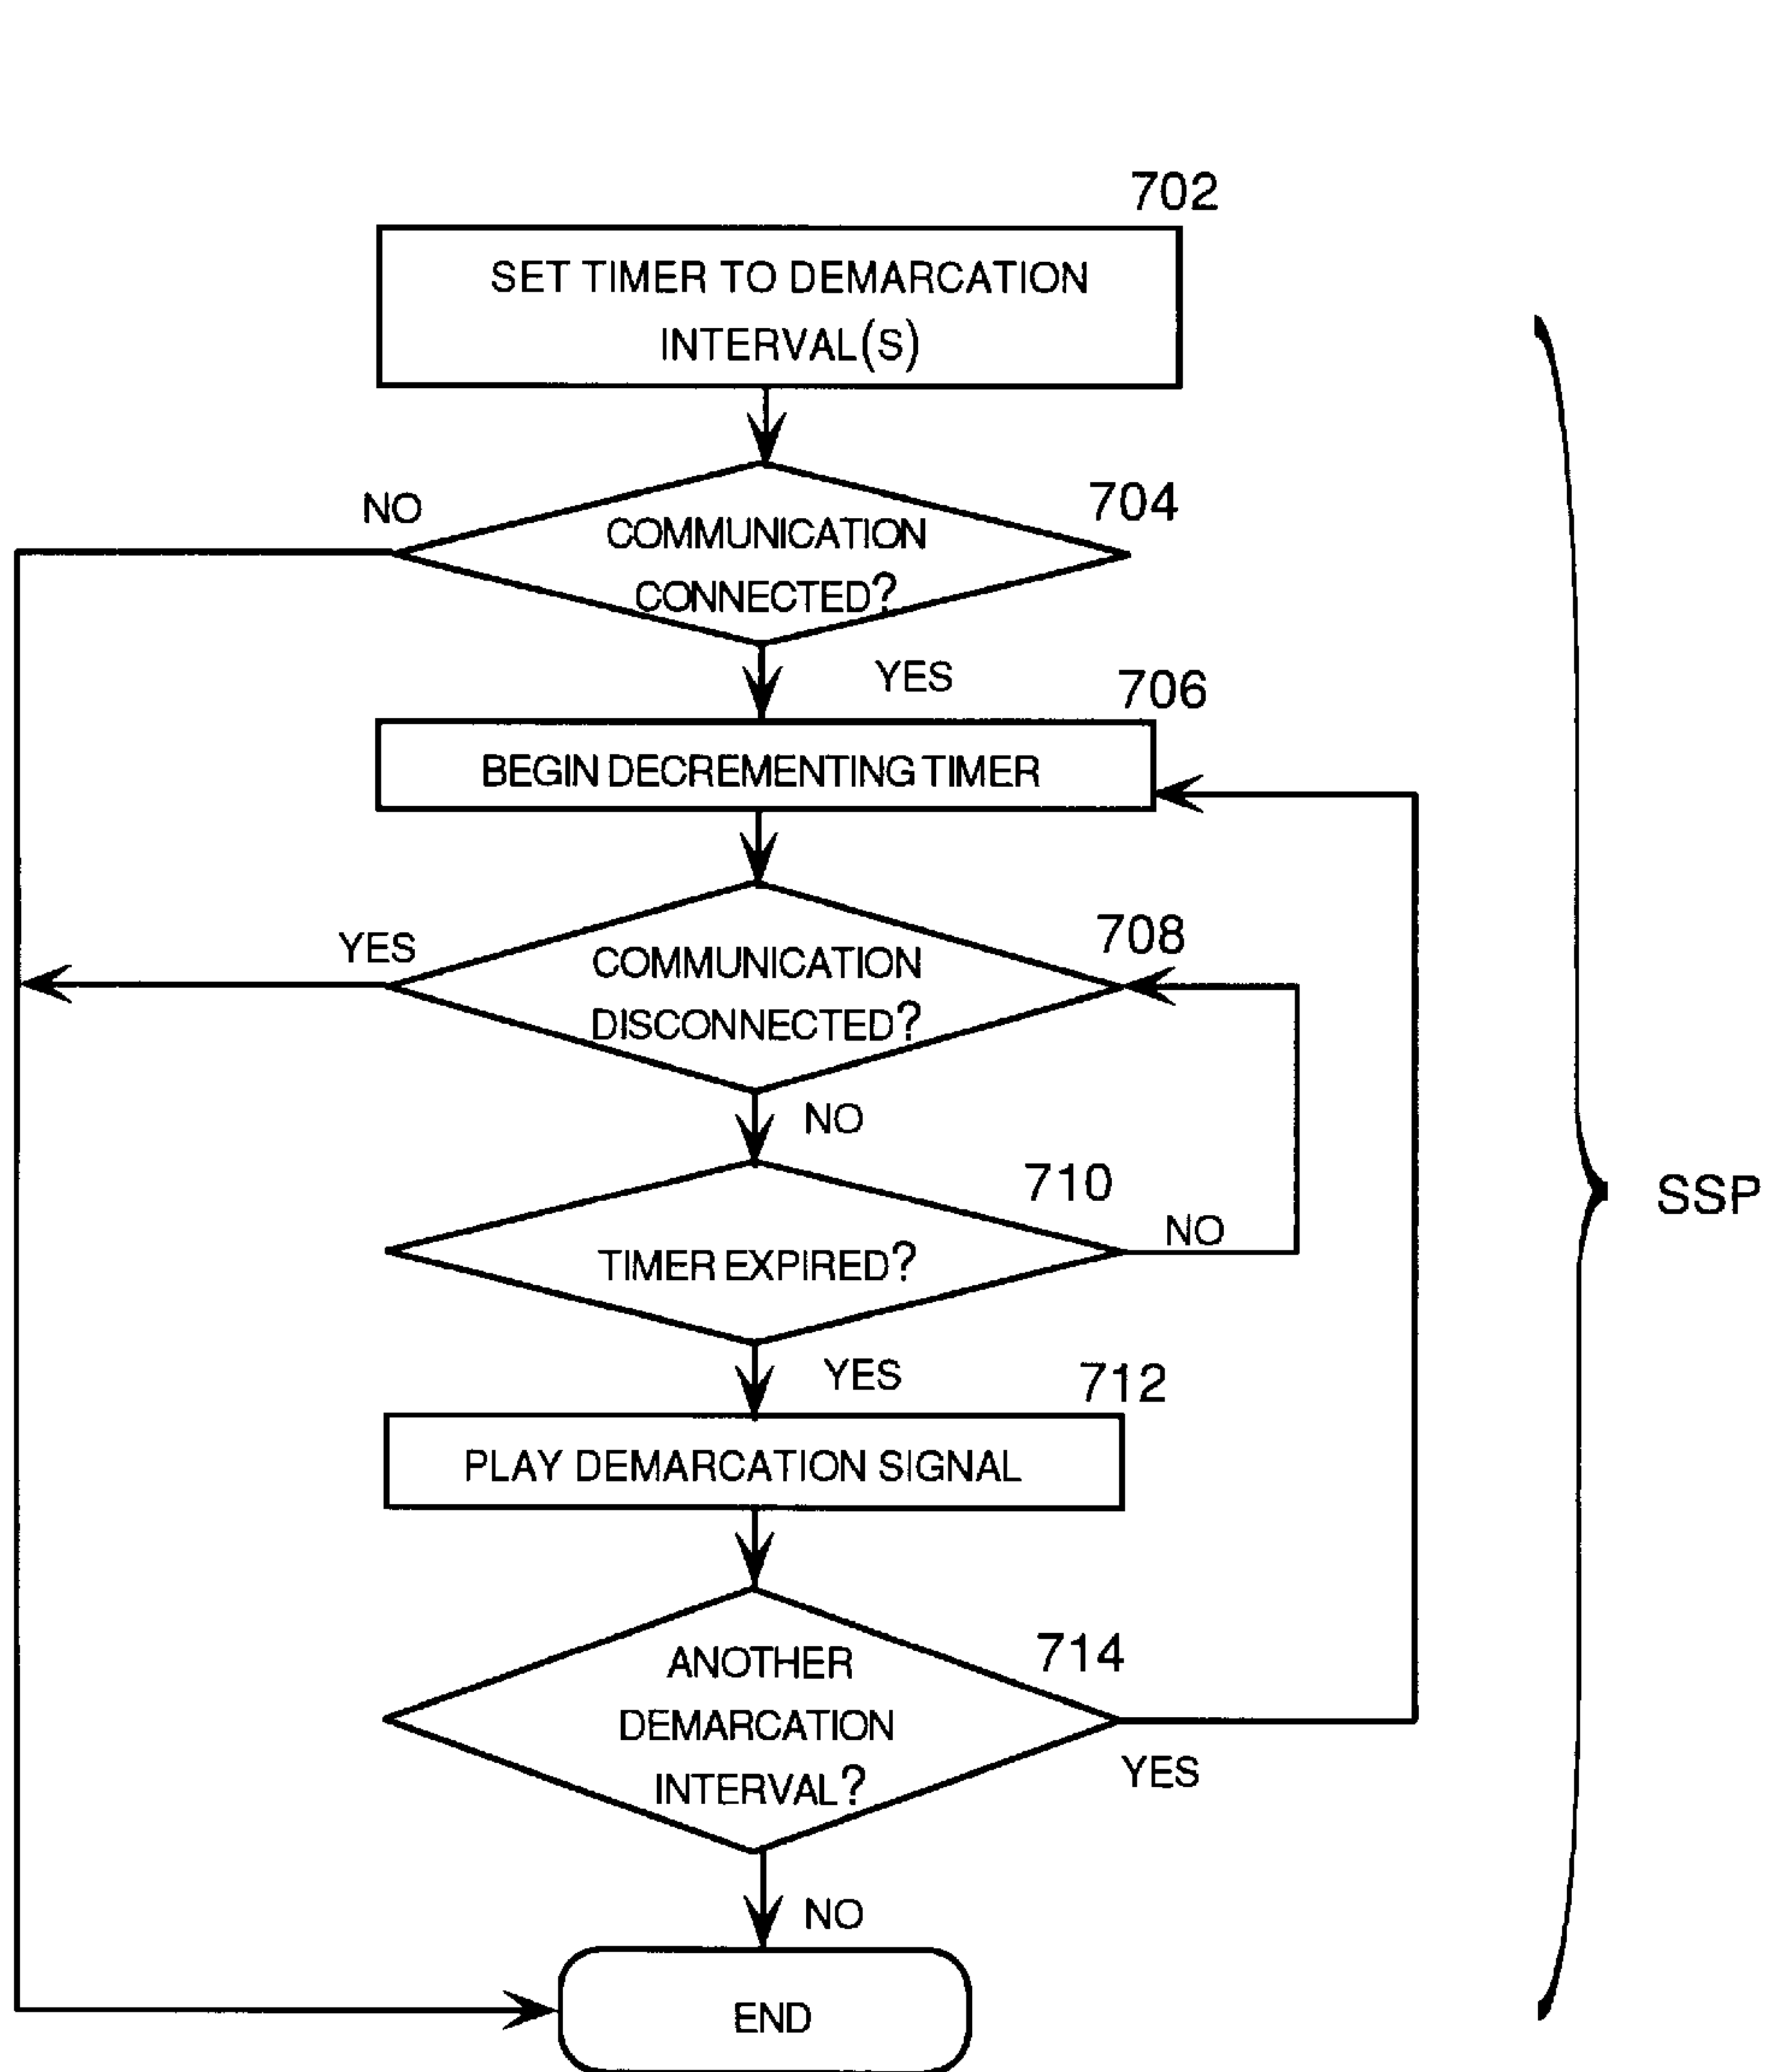 702
SET TIMER TO DEMARCATION
INTERVAL(S)
NO
704
COMMUNICATION
CONNECTED?
YES
706
BEGIN DECREMENTING TIMER
YES
708
COMMUNICATION
DISCONNECTED?
NO
710
NO
TIMER EXPIRED?
SSP
YES
712
PLAY DEMARCATION SIGNAL
714
ANOTHER
DEMARCATION
INTERVAL?
YES
NO
END